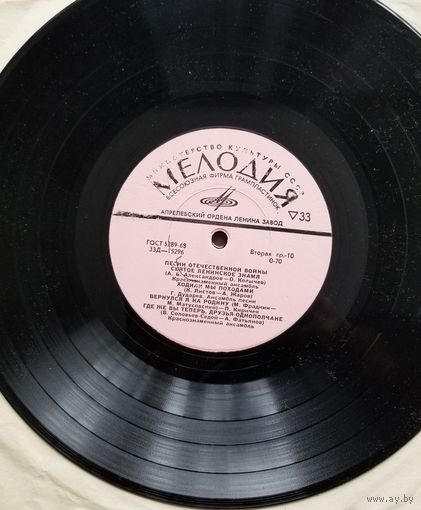 МИНИСТЕРСТВО КУЛЬТУРЫ СССР
МЕЛОДИЯ
ВСЕСОЮЗНАЯ ФИРМА ГРАМПЛАСТИНОК
АПРЕЛЕВСКИЙ ОРДЕНА ЛЕНИНА ЗАВОД
33
ГОСТ 5289-68
33Д—15296
Вторая гр.-10
0-70
ПЕСНИ ОТЕЧЕСТВЕННОЙ ВОЙНЫ
СВЯТОЕ ЛЕНИНСКОЕ ЗНАМЯ
(А. В. Александров—О. Колычев)
Краснознаменный ансамбль
ХОДИЛИ МЫ ПОХОДАМИ
(К. Листов—А. Жаров)
Г. Дударев. Ансамбль песни
ВЕРНУЛСЯ Я НА РОДИНУ (М. Фрадкин—
М. Матусовский)—П. Киричек
ГДЕ ЖЕ ВЫ ТЕПЕРЬ, ДРУЗЬЯ-ОДНОПОЛЧАНЕ
(В. Соловьев-Седой—А. Фатьянов)
Краснознаменный ансамбль
www.ay.by